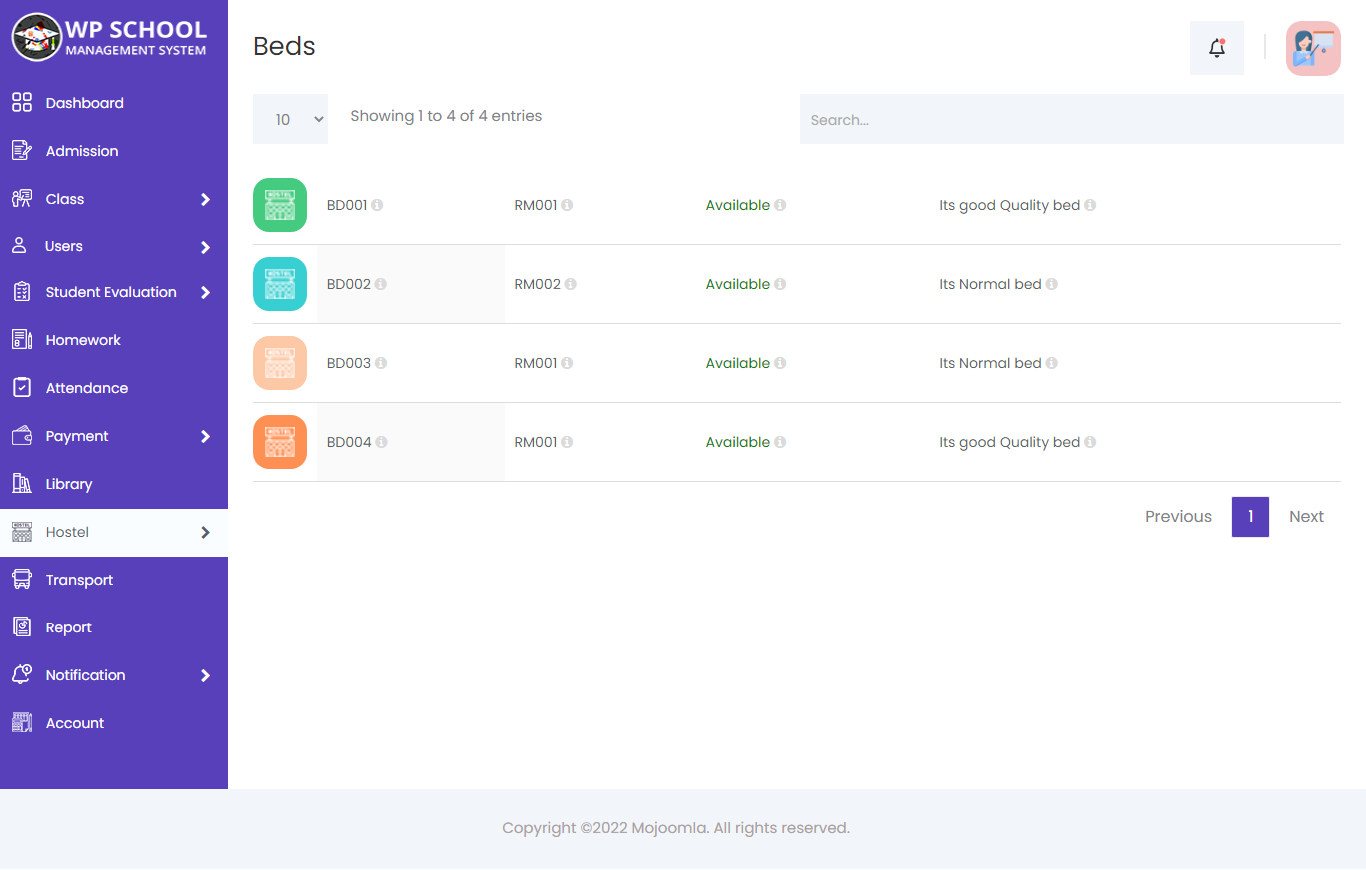 WP SCHOOL
MANAGEMENT SYSTEM
Dashboard
Admission
Class
Users
Student Evaluation
Homework
Attendance
Payment
Library
Hostel
Transport
Report
Notification
Account
Beds
10
Showing 1 to 4 of 4 entries
Search...
HOSTEL
BD001 RM001 Available Its good Quality bed
HOSTEL
BD002 RM002 Available Its Normal bed
HOSTEL
BD003 RM001 Available Its Normal bed
HOSTEL
BD004 RM001 Available Its good Quality bed
Previous 1 Next
Copyright ©2022 Mojoomla. All rights reserved.